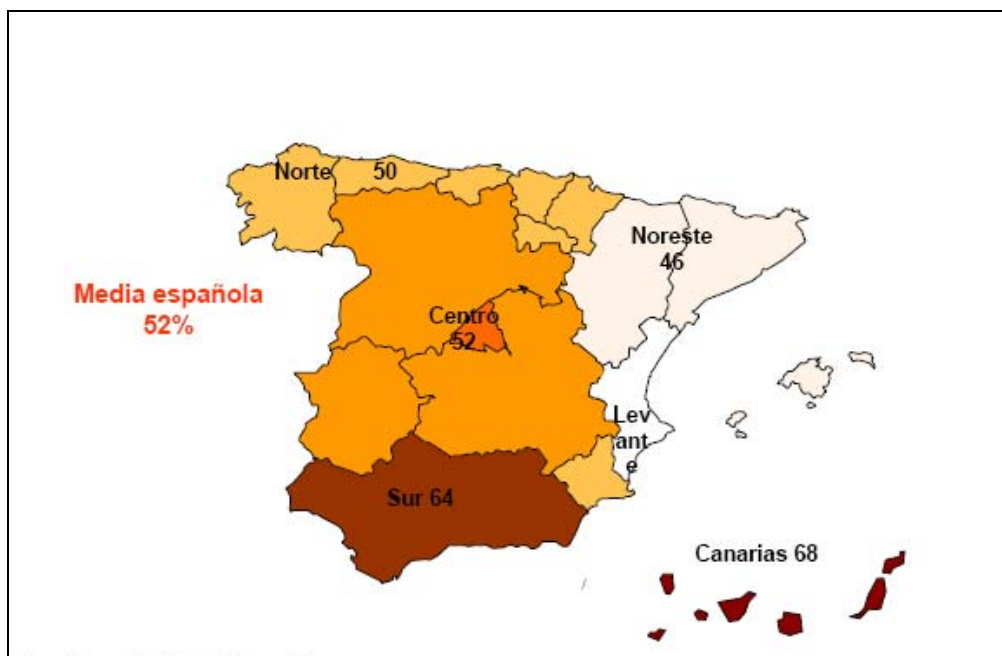 Norte 50
Noreste
46
Media española
52%
Centro
52
Lev
ant
e
Sur 64
Canarias 68